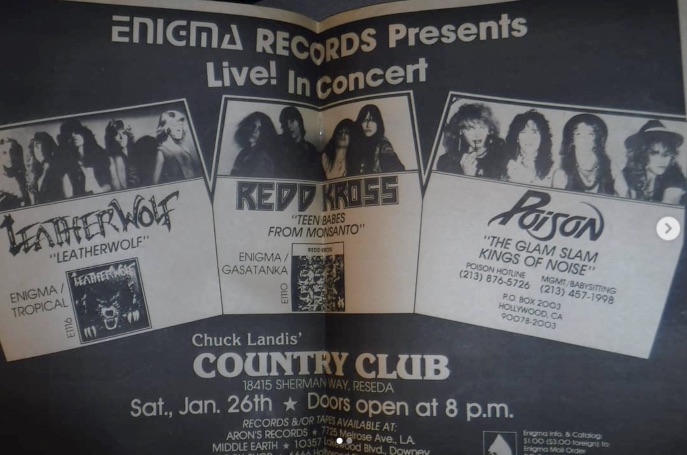 ENIGMA RECORDS Presents
Live! In Concert
LEATHERWOLF
"LEATHERWOLF"
ENIGMA /
TROPICAL
E1116
LEATHERWOLF
REDD KROSS
"TEEN BABES
FROM MONSANTO"
ENIGMA /
GASATANKA
E1110
REDD KROSS
POISON
"THE GLAM SLAM
KINGS OF NOISE"
POISON HOTLINE
(213) 876-5726
MGMT/BABYSITTING
(213) 457-1998
P.O. BOX 2003
HOLLYWOOD, CA
90078-2003
Chuck Landis'
COUNTRY CLUB
18415 SHERMAN WAY, RESEDA
Sat., Jan. 26th ★ Doors open at 8 p.m.
RECORDS &/OR TAPES AVAILABLE AT:
ARON'S RECORDS ★ 7725 Melrose Ave., L.A.
MIDDLE EARTH ★ 10357 Lakewood Blvd., Downey
Enigma Info. & Catalog:
$1.00 ($3.00 foreign) to:
Enigma Mail Order